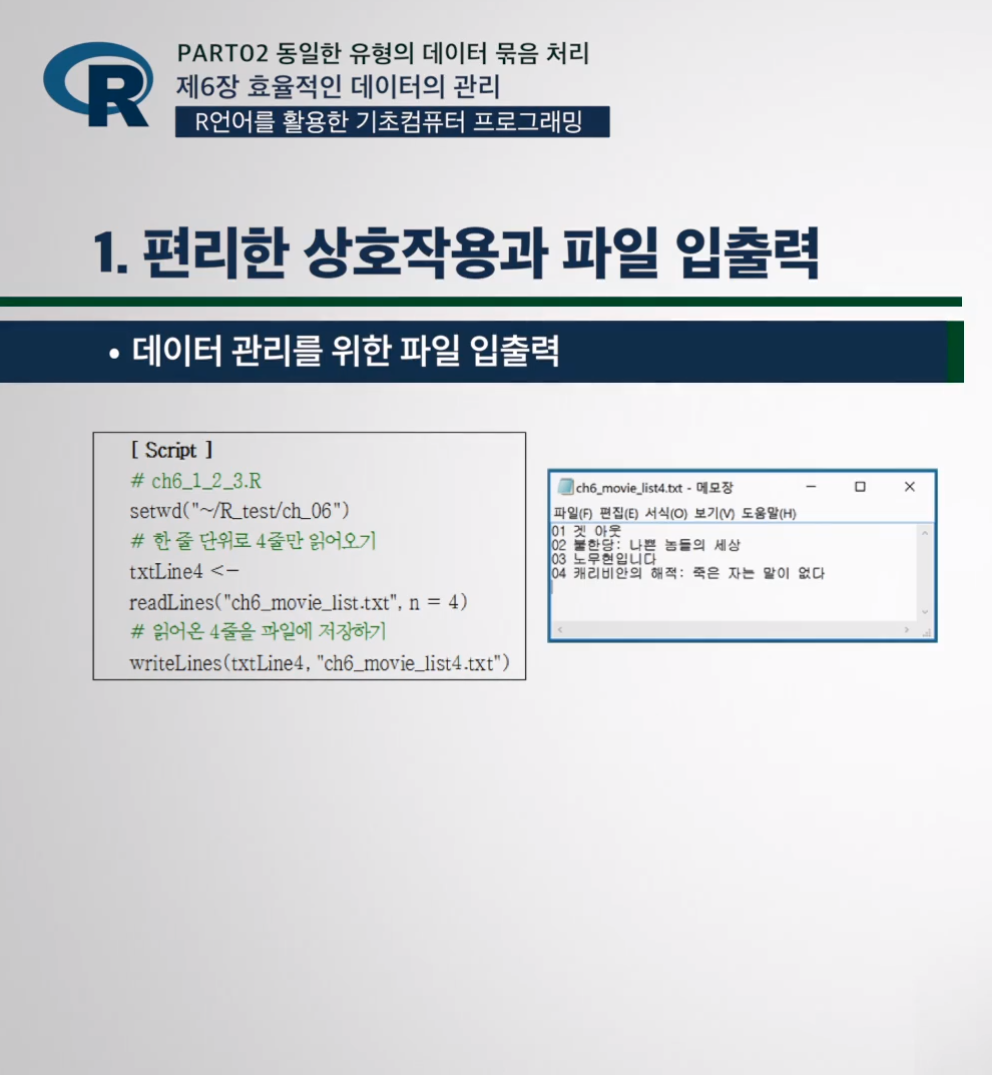 R
PART02 동일한 유형의 데이터 묶음 처리
제6장 효율적인 데이터의 관리
R언어를 활용한 기초컴퓨터 프로그래밍
1. 편리한 상호작용과 파일 입출력
• 데이터 관리를 위한 파일 입출력
[ Script ]
# ch6_1_2_3.R
setwd("~/R_test/ch_06")
# 한 줄 단위로 4줄만 읽어오기
txtLine4 <-
readLines("ch6_movie_list.txt", n = 4)
# 읽어온 4줄을 파일에 저장하기
writeLines(txtLine4, "ch6_movie_list4.txt")
ch6_movie_list4.txt - 메모장
파일(F) 편집(E) 서식(O) 보기(V) 도움말(H)
01 겟 아웃
02 불한당: 나쁜 놈들의 세상
03 노무현입니다
04 캐리비안의 해적: 죽은 자는 말이 없다